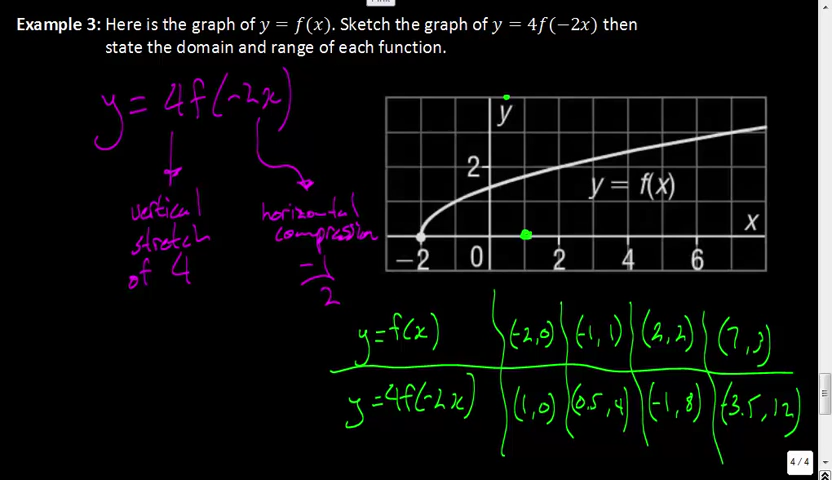 Example 3: Here is the graph of y = f(x). Sketch the graph of y = 4f(−2x) then
state the domain and range of each function.
y = 4f(-2x)
vertical
stretch
of 4
horizontal
compression
-1/2
y
2
y = f(x)
x
−2 0 2 4 6
y = f(x) (-2,0) (-1,1) (2,2) (7,3)
y = 4f(-2x) (1,0) (0.5,4) (-1,8) (-3.5,12)
4/4